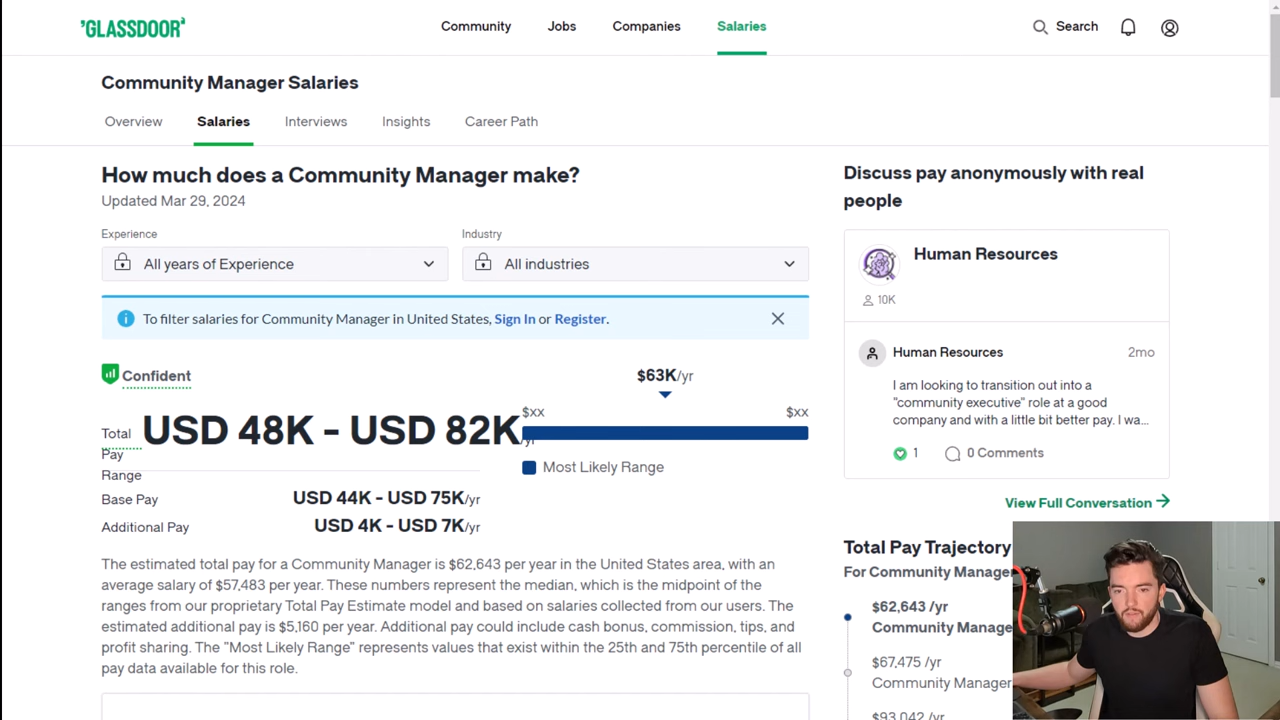 GLASSDOOR
Community
Jobs
Companies
Salaries
Search
Community Manager Salaries
Overview
Salaries
Interviews
Insights
Career Path
How much does a Community Manager make?
Updated Mar 29, 2024
Experience
Industry
All years of Experience
All industries
To filter salaries for Community Manager in United States, Sign In or Register.
Confident
Total
Pay
Range
USD 48K - USD 82K/yr
$63K/yr
$xx
$xx
Most Likely Range
Base Pay
USD 44K - USD 75K/yr
Additional Pay
USD 4K - USD 7K/yr
The estimated total pay for a Community Manager is $62,643 per year in the United States area, with an
average salary of $57,483 per year. These numbers represent the median, which is the midpoint of the
ranges from our proprietary Total Pay Estimate model and based on salaries collected from our users. The
estimated additional pay is $5,160 per year. Additional pay could include cash bonus, commission, tips, and
profit sharing. The "Most Likely Range" represents values that exist within the 25th and 75th percentile of all
pay data available for this role.
Discuss pay anonymously with real
people
Human Resources
10K
Human Resources
2mo
I am looking to transition out into a
"community executive" role at a good
company and with a little bit better pay. I wa...
1
0 Comments
View Full Conversation
Total Pay Trajectory
For Community Manager
$62,643 /yr
Community Manage
$67,475 /yr
Community Manager
$93,042 /yr